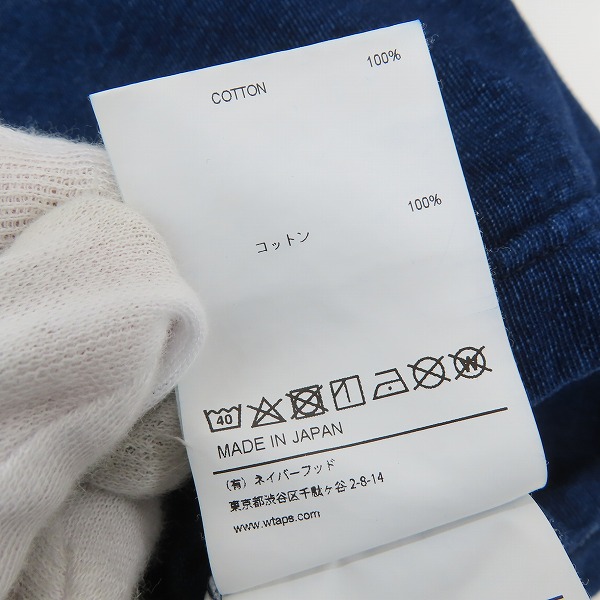 COTTON 100%
コットン 100%
40 W
MADE IN JAPAN
(有) ネイバーフッド
東京都渋谷区千駄ヶ谷 2-8-14
www.wtaps.com